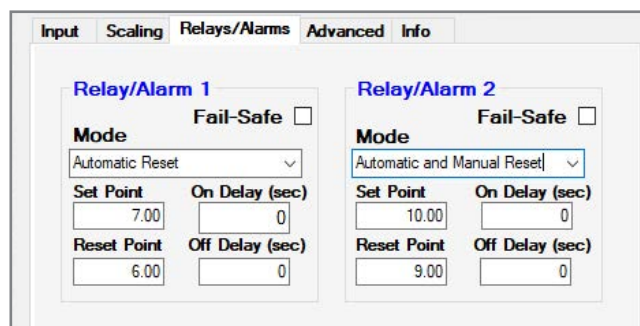 Input Scaling Relays/Alarms Advanced Info
Relay/Alarm 1
Fail-Safe
Mode
Automatic Reset
Set Point On Delay (sec)
7.00 0
Reset Point Off Delay (sec)
6.00 0
Relay/Alarm 2
Fail-Safe
Mode
Automatic and Manual Reset
Set Point On Delay (sec)
10.00 0
Reset Point Off Delay (sec)
9.00 0